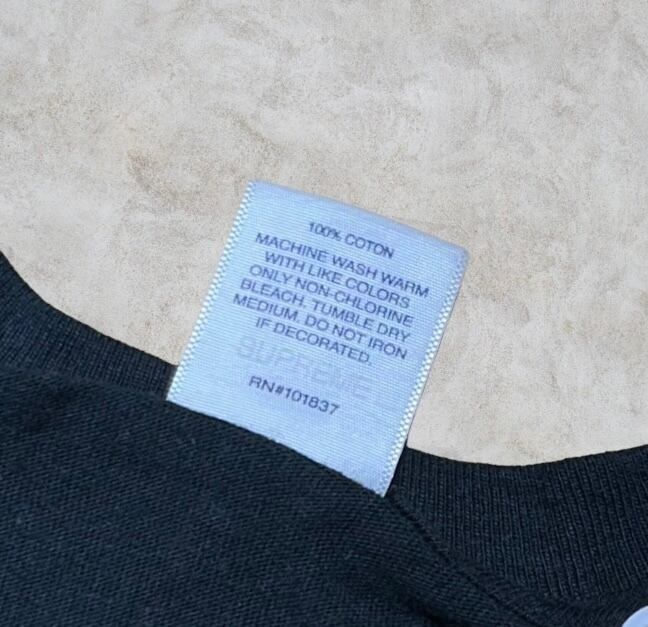 100% COTON
MACHINE WASH WARM
WITH LIKE COLORS
ONLY NON-CHLORINE
BLEACH. TUMBLE DRY
MEDIUM. DO NOT IRON
IF DECORATED.
SUPREME
RN#101837